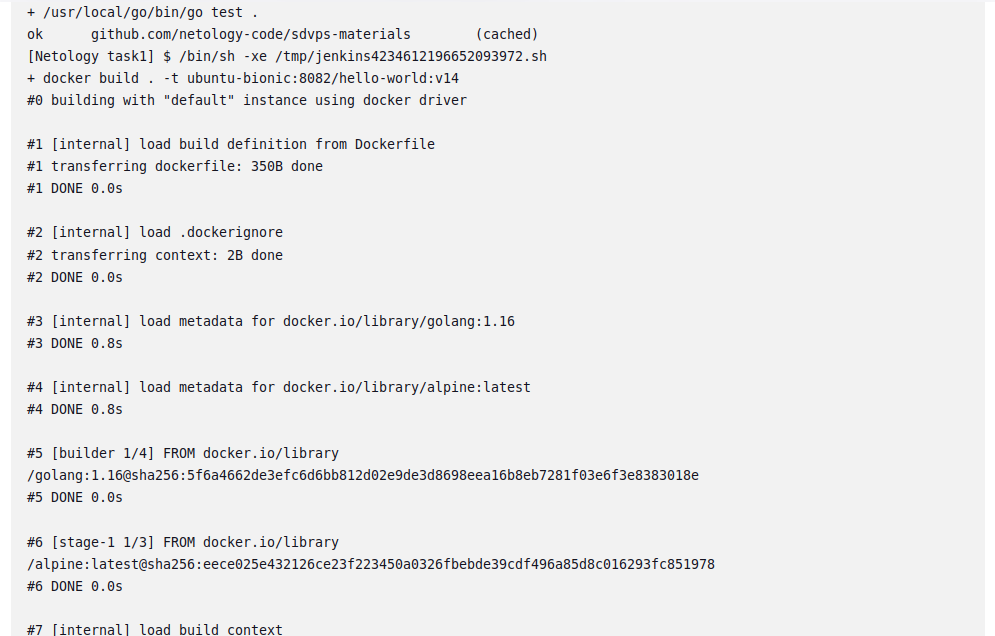 + /usr/local/go/bin/go test .
ok      github.com/netology-code/sdvps-materials        (cached)
[Netology task1] $ /bin/sh -xe /tmp/jenkins4234612196652093972.sh
+ docker build . -t ubuntu-bionic:8082/hello-world:v14
#0 building with "default" instance using docker driver

#1 [internal] load build definition from Dockerfile
#1 transferring dockerfile: 350B done
#1 DONE 0.0s

#2 [internal] load .dockerignore
#2 transferring context: 2B done
#2 DONE 0.0s

#3 [internal] load metadata for docker.io/library/golang:1.16
#3 DONE 0.8s

#4 [internal] load metadata for docker.io/library/alpine:latest
#4 DONE 0.8s

#5 [builder 1/4] FROM docker.io/library
/golang:1.16@sha256:5f6a4662de3efc6d6bb812d02e9de3d8698eea16b8eb7281f03e6f3e8383018e
#5 DONE 0.0s

#6 [stage-1 1/3] FROM docker.io/library
/alpine:latest@sha256:eece025e432126ce23f223450a0326fbebde39cdf496a85d8c016293fc851978
#6 DONE 0.0s

#7 [internal] load build context